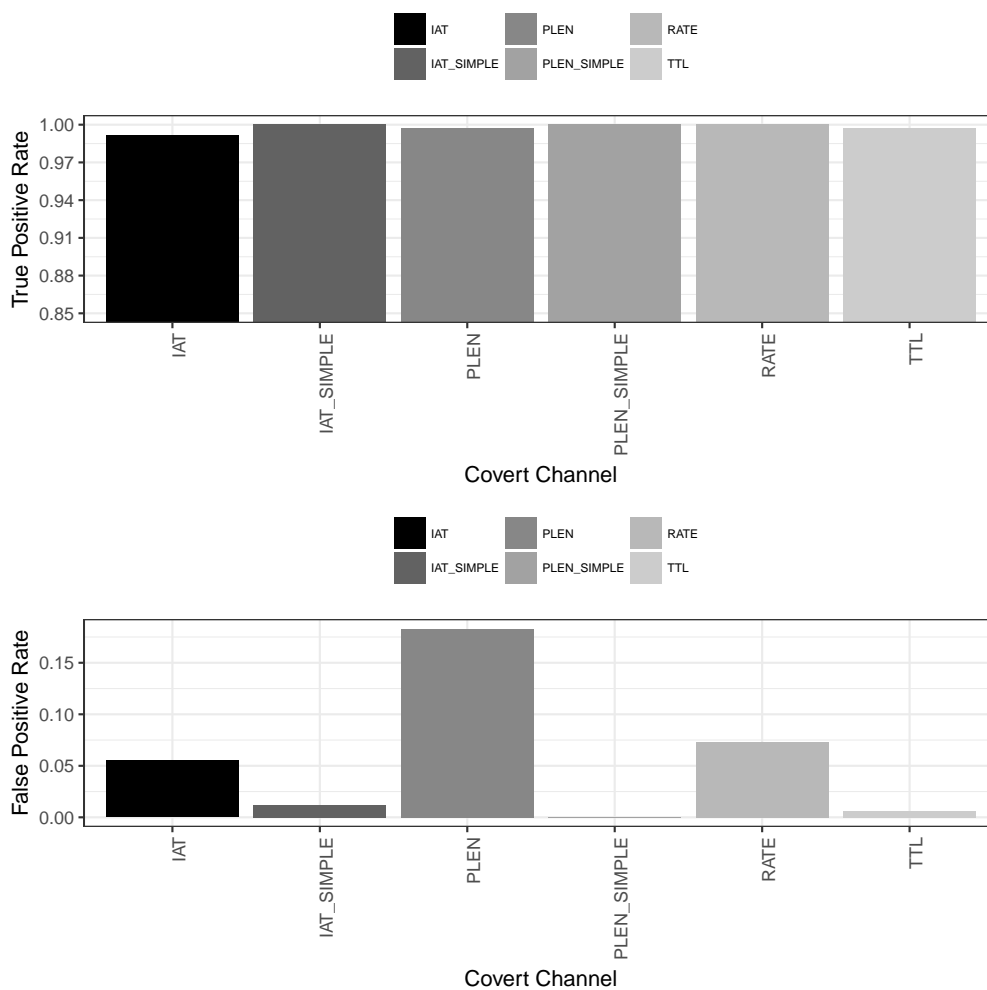 IAT PLEN RATE
IAT_SIMPLE PLEN_SIMPLE TTL
True Positive Rate
1.00
0.97
0.94
0.91
0.88
0.85
IAT
IAT_SIMPLE
PLEN
PLEN_SIMPLE
RATE
TTL
Covert Channel
IAT PLEN RATE
IAT_SIMPLE PLEN_SIMPLE TTL
False Positive Rate
0.15
0.10
0.05
0.00
IAT
IAT_SIMPLE
PLEN
PLEN_SIMPLE
RATE
TTL
Covert Channel